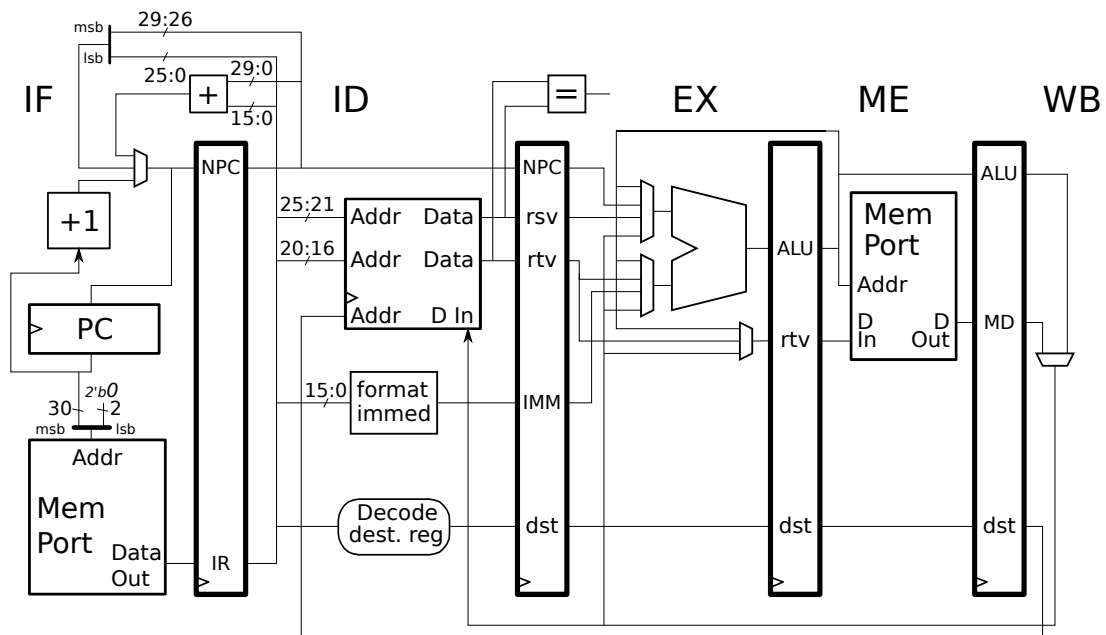 29:26
msb
lsb
25:0
29:0
+
15:0
=
IF
ID
EX
ME
WB
NPC
NPC
ALU
+1
25:21
Addr
Data
rsv
Mem
Port
20:16
Addr
Data
rtv
ALU
Addr
Addr
D In
PC
D
In
D
Out
MD
rtv
2'b0
30
2
msb
lsb
15:0
format
immed
IMM
Addr
Mem
Port
Data
Out
IR
Decode
dest. reg
dst
dst
dst